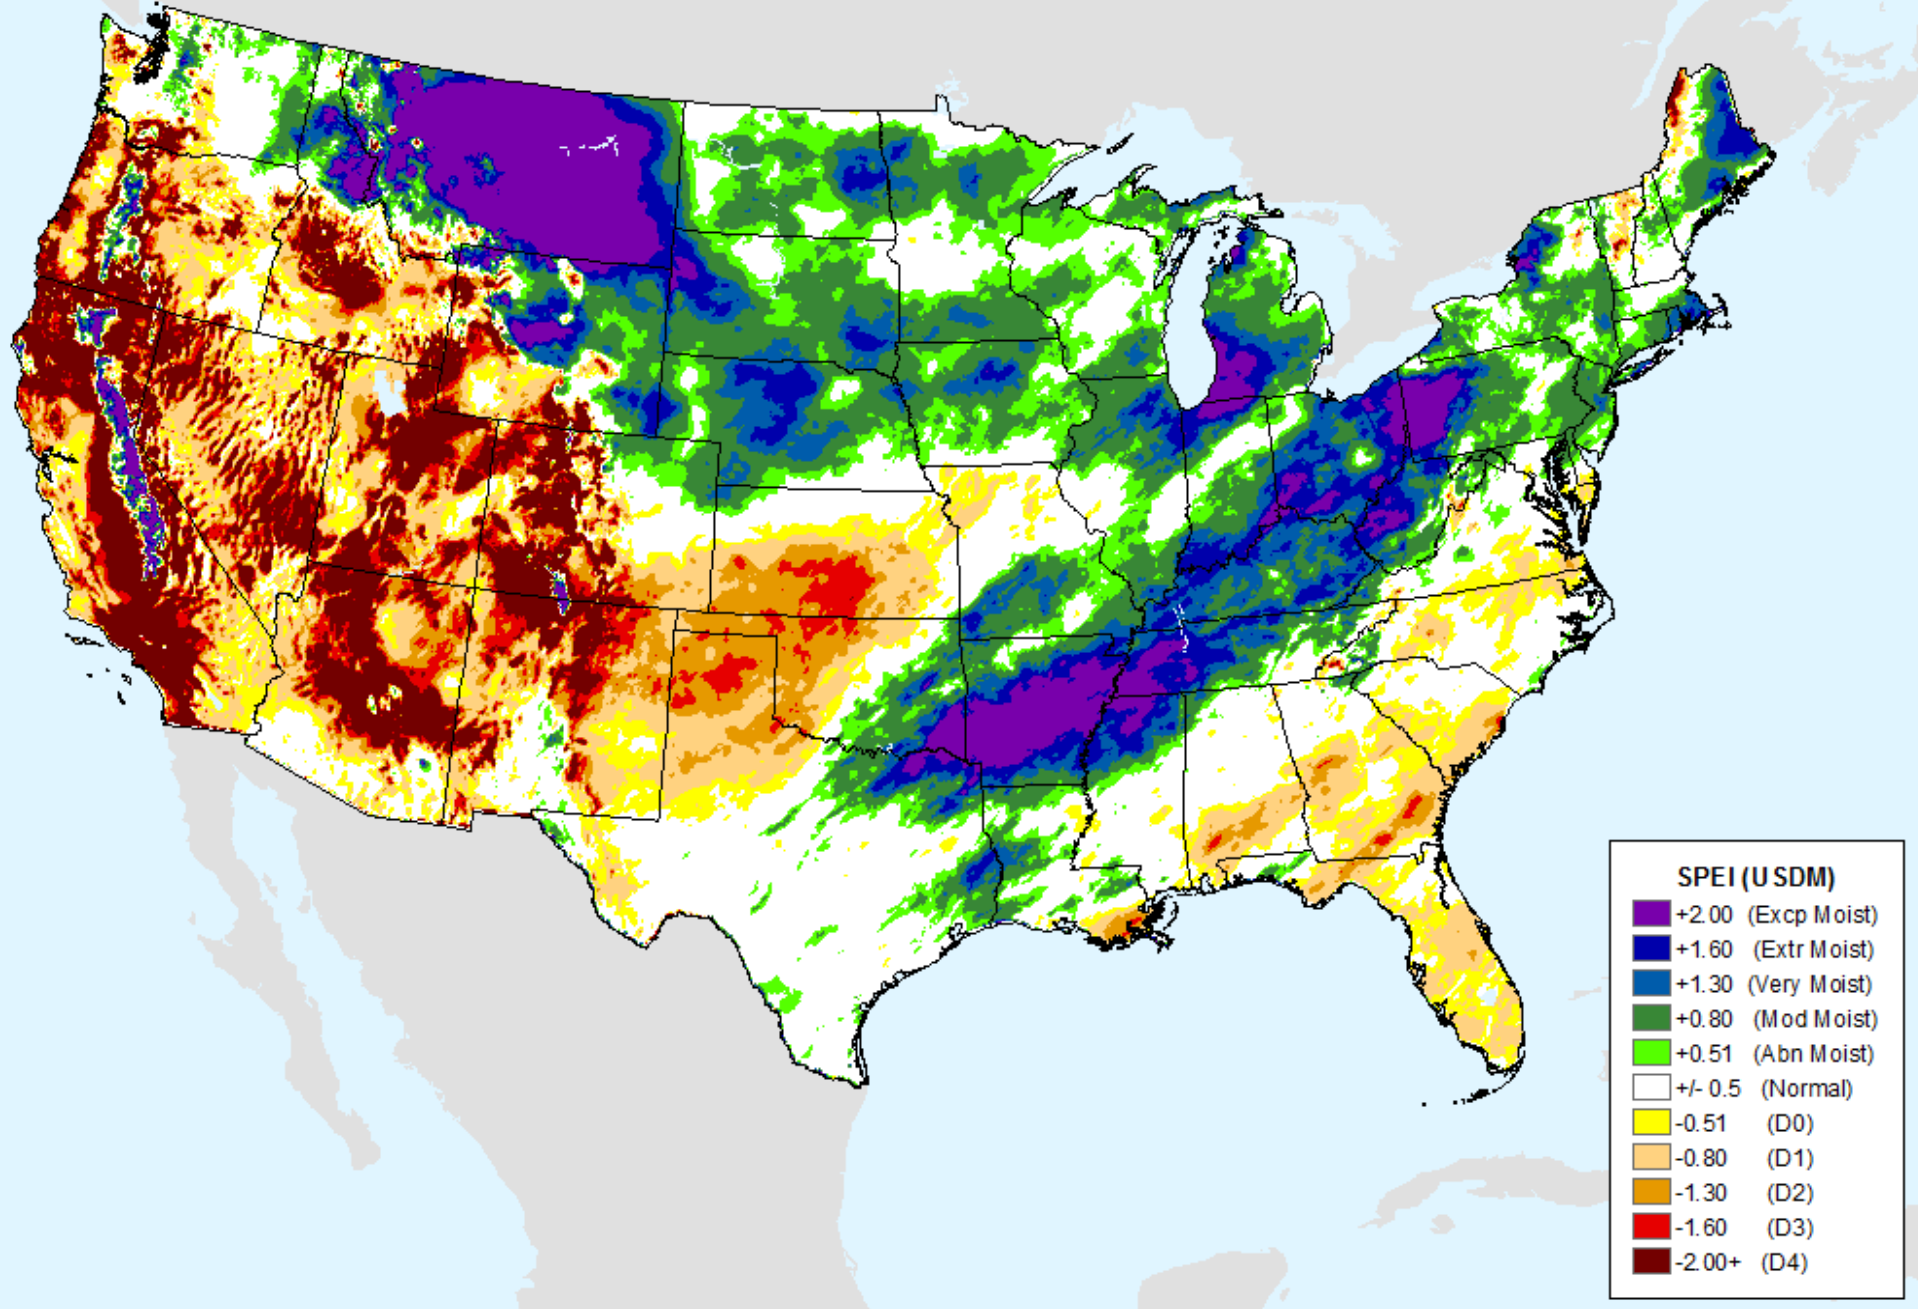 SPEI (USDM)
+2.00 (Excp Moist)
+1.60 (Extr Moist)
+1.30 (Very Moist)
+0.80 (Mod Moist)
+0.51 (Abn Moist)
+/- 0.5 (Normal)
-0.51 (D0)
-0.80 (D1)
-1.30 (D2)
-1.60 (D3)
-2.00+ (D4)